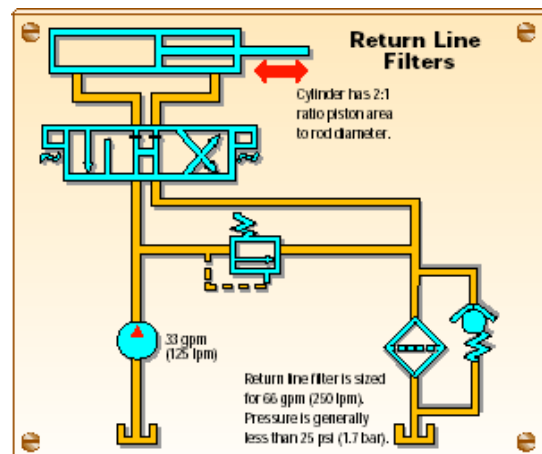 Return Line
Filters
Cylinder has 2:1
ratio piston area
to rod diameter.
33 gpm
(125 lpm)
Return line filter is sized
for 66 gpm (250 lpm).
Pressure is generally
less than 25 psi (1.7 bar).